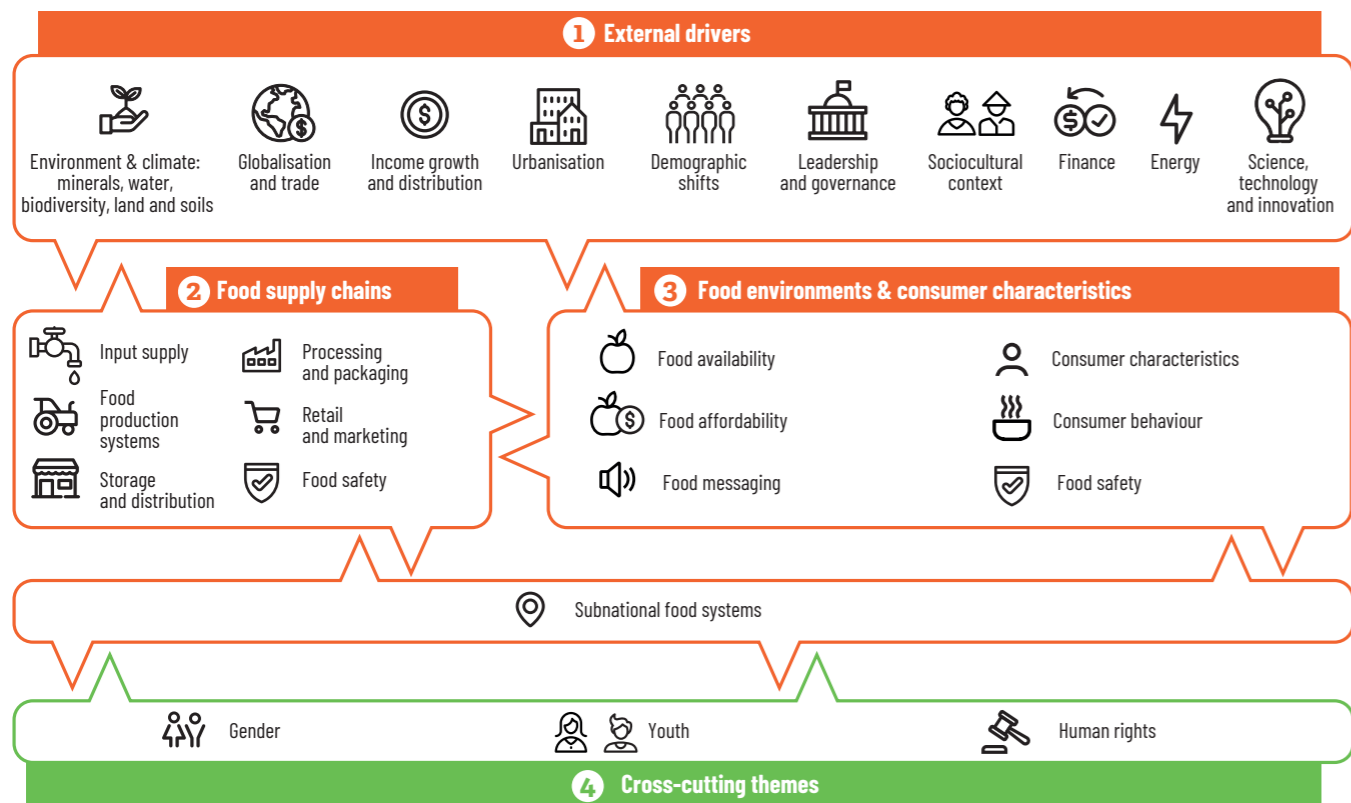 1 External drivers
Environment & climate:
minerals, water,
biodiversity, land and soils
Globalisation
and trade
Income growth
and distribution
Urbanisation
Demographic
shifts
Leadership
and governance
Sociocultural
context
Finance
Energy
Science,
technology
and innovation
2 Food supply chains
Input supply
Food
production
systems
Storage
and distribution
Processing
and packaging
Retail
and marketing
Food safety
3 Food environments & consumer characteristics
Food availability
Food affordability
Food messaging
Consumer characteristics
Consumer behaviour
Food safety
Subnational food systems
Gender
Youth
Human rights
4 Cross-cutting themes